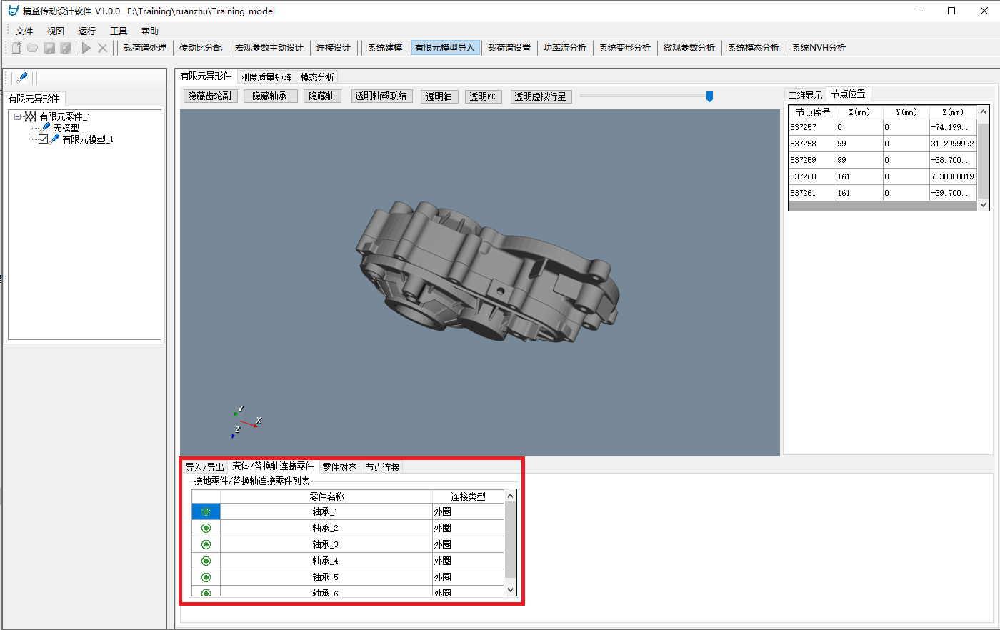 精益传动设计软件_V1.0.0__E:\Training\ruanzhu\Training_model
文件 视图 运行 工具 帮助
载荷谱处理 传动比分配 宏观参数主动设计 连接设计 系统建模 有限元模型导入 载荷谱设置 功率流分析 系统变形分析 微观参数分析 系统模态分析 系统NVH分析
有限元异形件
有限元零件_1
无模型
有限元模型_1
有限元异形件 刚度质量矩阵 模态分析
隐藏齿轮副 隐藏轴承 隐藏轴 透明轴毂联结 透明轴 透明FE 透明虚拟行星
Y
X
Z
二维显示 节点位置
节点序号 X(mm) Y(mm) Z(mm)
537257 0 0 -74.199...
537258 99 0 31.2999992
537259 99 0 -38.700...
537260 161 0 7.30000019
537261 161 0 -39.700...
导入/导出 壳体/替换轴连接零件 零件对齐 节点连接
接地零件/替换轴连接零件列表
零件名称 连接类型
轴承_1 外圈
轴承_2 外圈
轴承_3 外圈
轴承_4 外圈
轴承_5 外圈
轴承_6 外圈